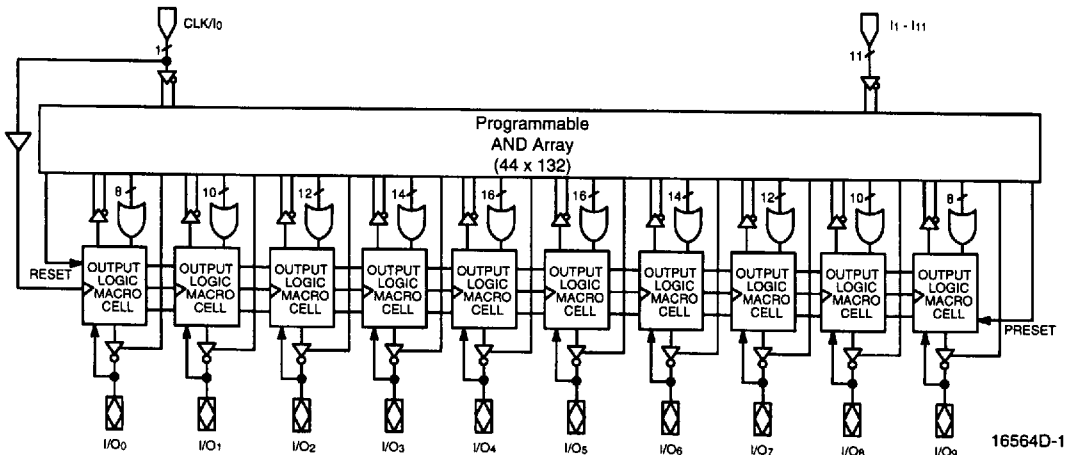 CLK/I0
I1 - I11
1
11
Programmable
AND Array
(44 x 132)
8
10
12
14
16
16
14
12
10
8
RESET
OUTPUT
LOGIC
MACRO
CELL
OUTPUT
LOGIC
MACRO
CELL
OUTPUT
LOGIC
MACRO
CELL
OUTPUT
LOGIC
MACRO
CELL
OUTPUT
LOGIC
MACRO
CELL
OUTPUT
LOGIC
MACRO
CELL
OUTPUT
LOGIC
MACRO
CELL
OUTPUT
LOGIC
MACRO
CELL
OUTPUT
LOGIC
MACRO
CELL
OUTPUT
LOGIC
MACRO
CELL
PRESET
I/O0
I/O1
I/O2
I/O3
I/O4
I/O5
I/O6
I/O7
I/O8
I/O9
16564D-1